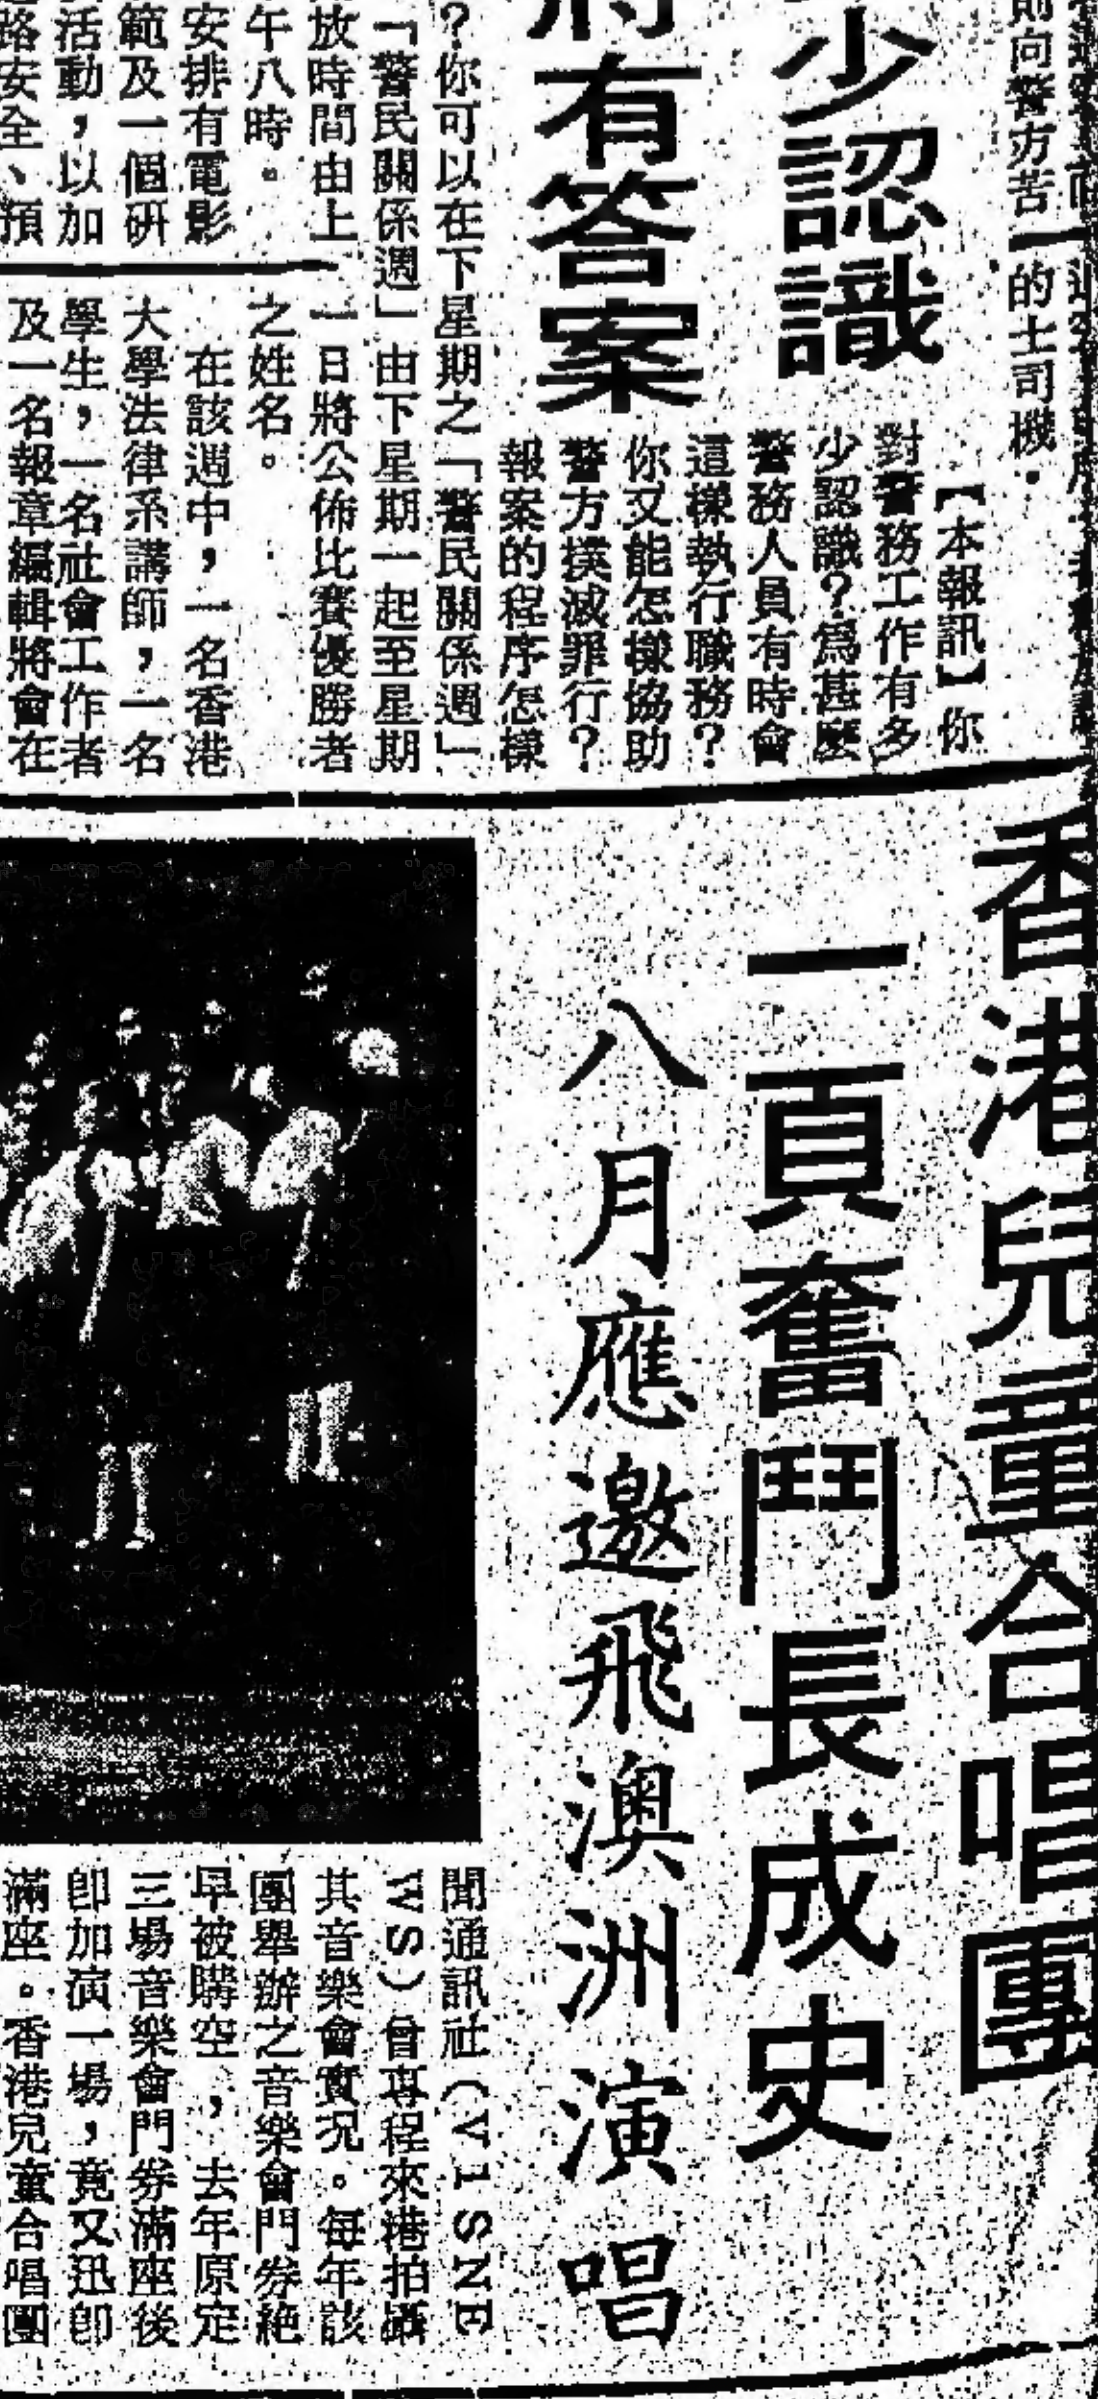 前向警方苦
的士司機．
少認識
有答案
【本報訊】你
對警務工作有多
少認識？爲甚麼
警務人員有時會
這樣執行職務？
你又能怎樣協助
警方撲滅罪行？
報案的程序怎樣
？你可以在下星期之「警民關係週」
「警民關係週」由下星期一起至星期
放時間由上
午八時。
安排有電影
範及一個研
活動，以加
路安全、預
一日將公佈比賽優勝者
之姓名。
在該週中，一名香港
大學法律系講師，一名
學生，一名社會工作者
及一名報章編輯將會在
香港兒童合唱團
一頁奮鬥長成史
八月應邀飛澳洲演唱
聞通訊社（VISNE
WS）曾專程來港拍攝
其音樂會實況。每年該
團舉辦之音樂會門券絕
早被購空，去年原定
三場音樂會門券滿座後
卽加演一場，竟又迅卽
滿座。香港兒童合唱團